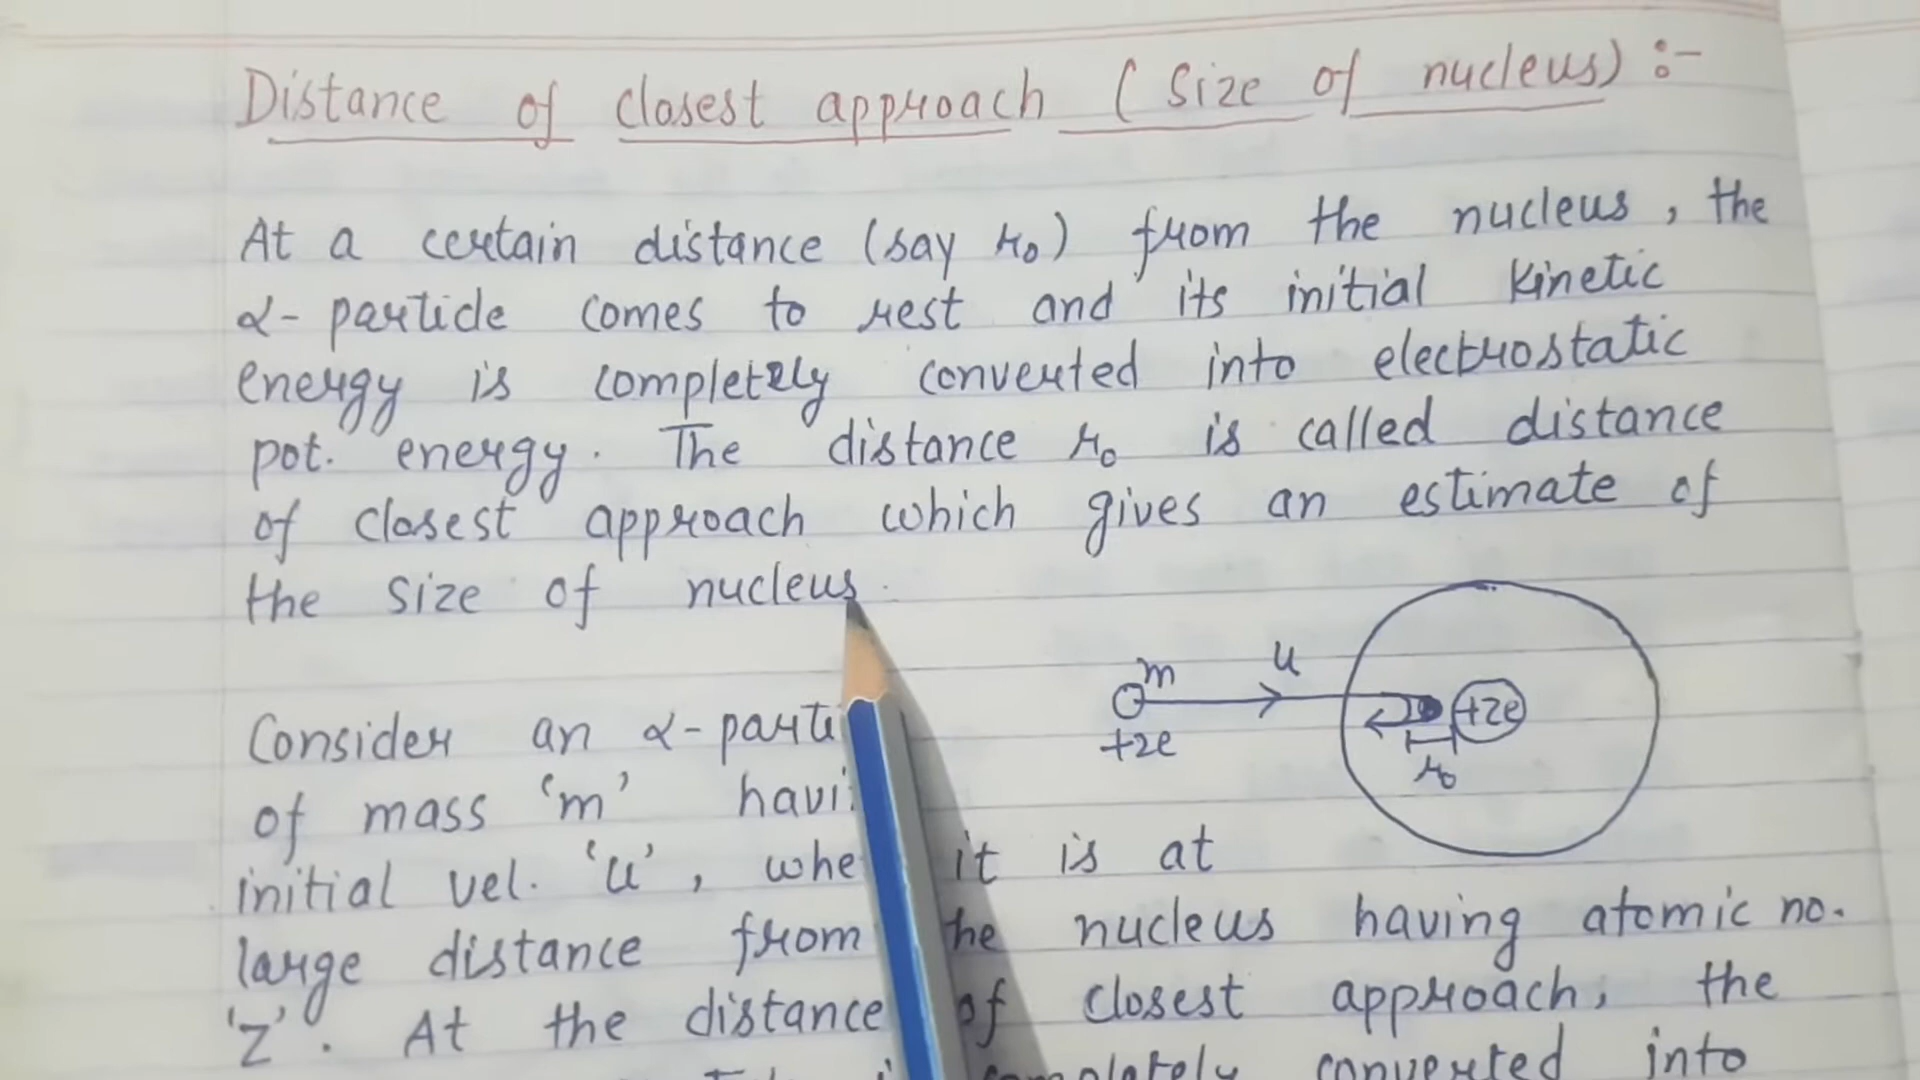 Distance of closest approach ( Size of nucleus) :-
At a certain distance (say r₀) from the nucleus, the
α- particle comes to rest and its initial Kinetic
energy is completely converted into electrostatic
pot. energy. The distance r₀ is called distance
of closest approach which gives an estimate of
the size of nucleus.
m u
+2e
+ze
r₀
Consider an α-parti
of mass 'm' havi
initial vel. 'u', whe it is at
large distance from he nucleus having atomic no.
'Z'. At the distance of closest approach, the
converted into